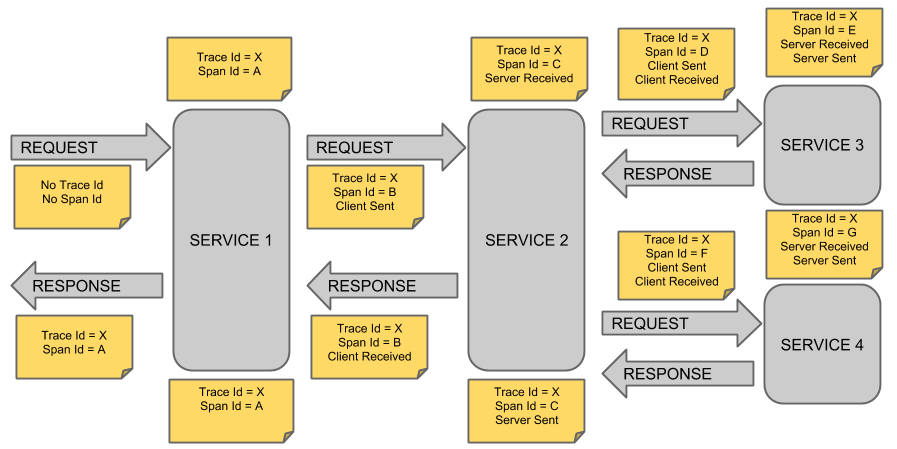 Trace Id = X
Span Id = A
Trace Id = X
Span Id = C
Server Received
Trace Id = X
Span Id = D
Client Sent
Client Received
Trace Id = X
Span Id = E
Server Received
Server Sent
REQUEST
No Trace Id
No Span Id
SERVICE 1
REQUEST
Trace Id = X
Span Id = B
Client Sent
SERVICE 2
REQUEST
RESPONSE
SERVICE 3
Trace Id = X
Span Id = F
Client Sent
Client Received
Trace Id = X
Span Id = G
Server Received
Server Sent
RESPONSE
Trace Id = X
Span Id = A
RESPONSE
Trace Id = X
Span Id = B
Client Received
REQUEST
RESPONSE
SERVICE 4
Trace Id = X
Span Id = A
Trace Id = X
Span Id = C
Server Sent